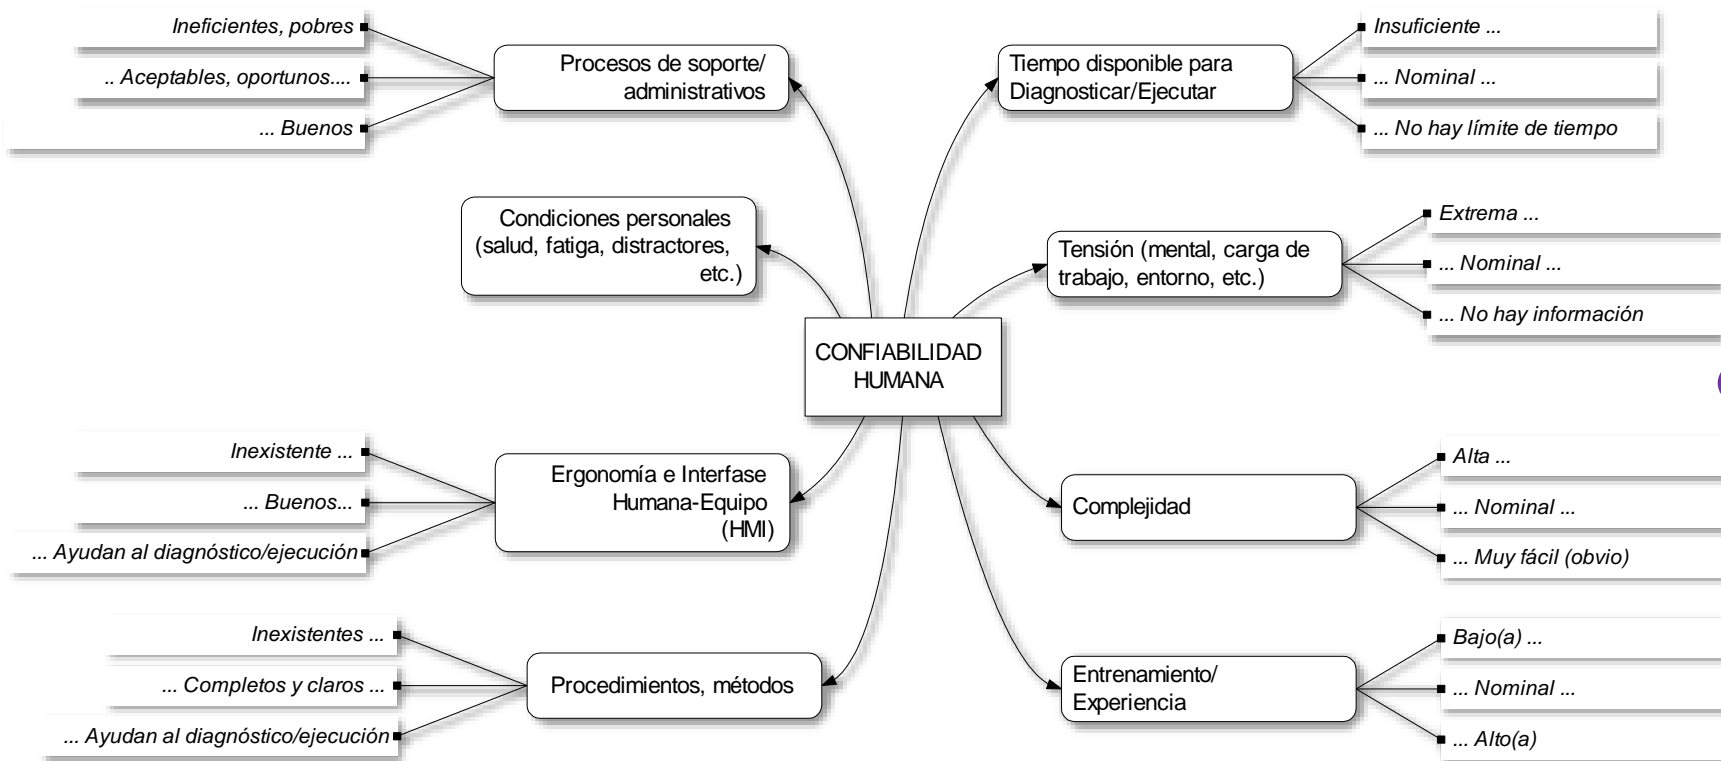 Ineficientes, pobres
.. Aceptables, oportunos....
... Buenos
Procesos de soporte/
administrativos
Tiempo disponible para
Diagnosticar/Ejecutar
Insuficiente ...
... Nominal ...
... No hay límite de tiempo
Condiciones personales
(salud, fatiga, distractores,
etc.)
Tensión (mental, carga de
trabajo, entorno, etc.)
Extrema ...
... Nominal ...
... No hay información
CONFIABILIDAD
HUMANA
Inexistente ...
... Buenos...
... Ayudan al diagnóstico/ejecución
Ergonomía e Interfase
Humana-Equipo
(HMI)
Complejidad
Alta ...
... Nominal ...
... Muy fácil (obvio)
Inexistentes ...
... Completos y claros ...
... Ayudan al diagnóstico/ejecución
Procedimientos, métodos
Entrenamiento/
Experiencia
Bajo(a) ...
... Nominal ...
... Alto(a)